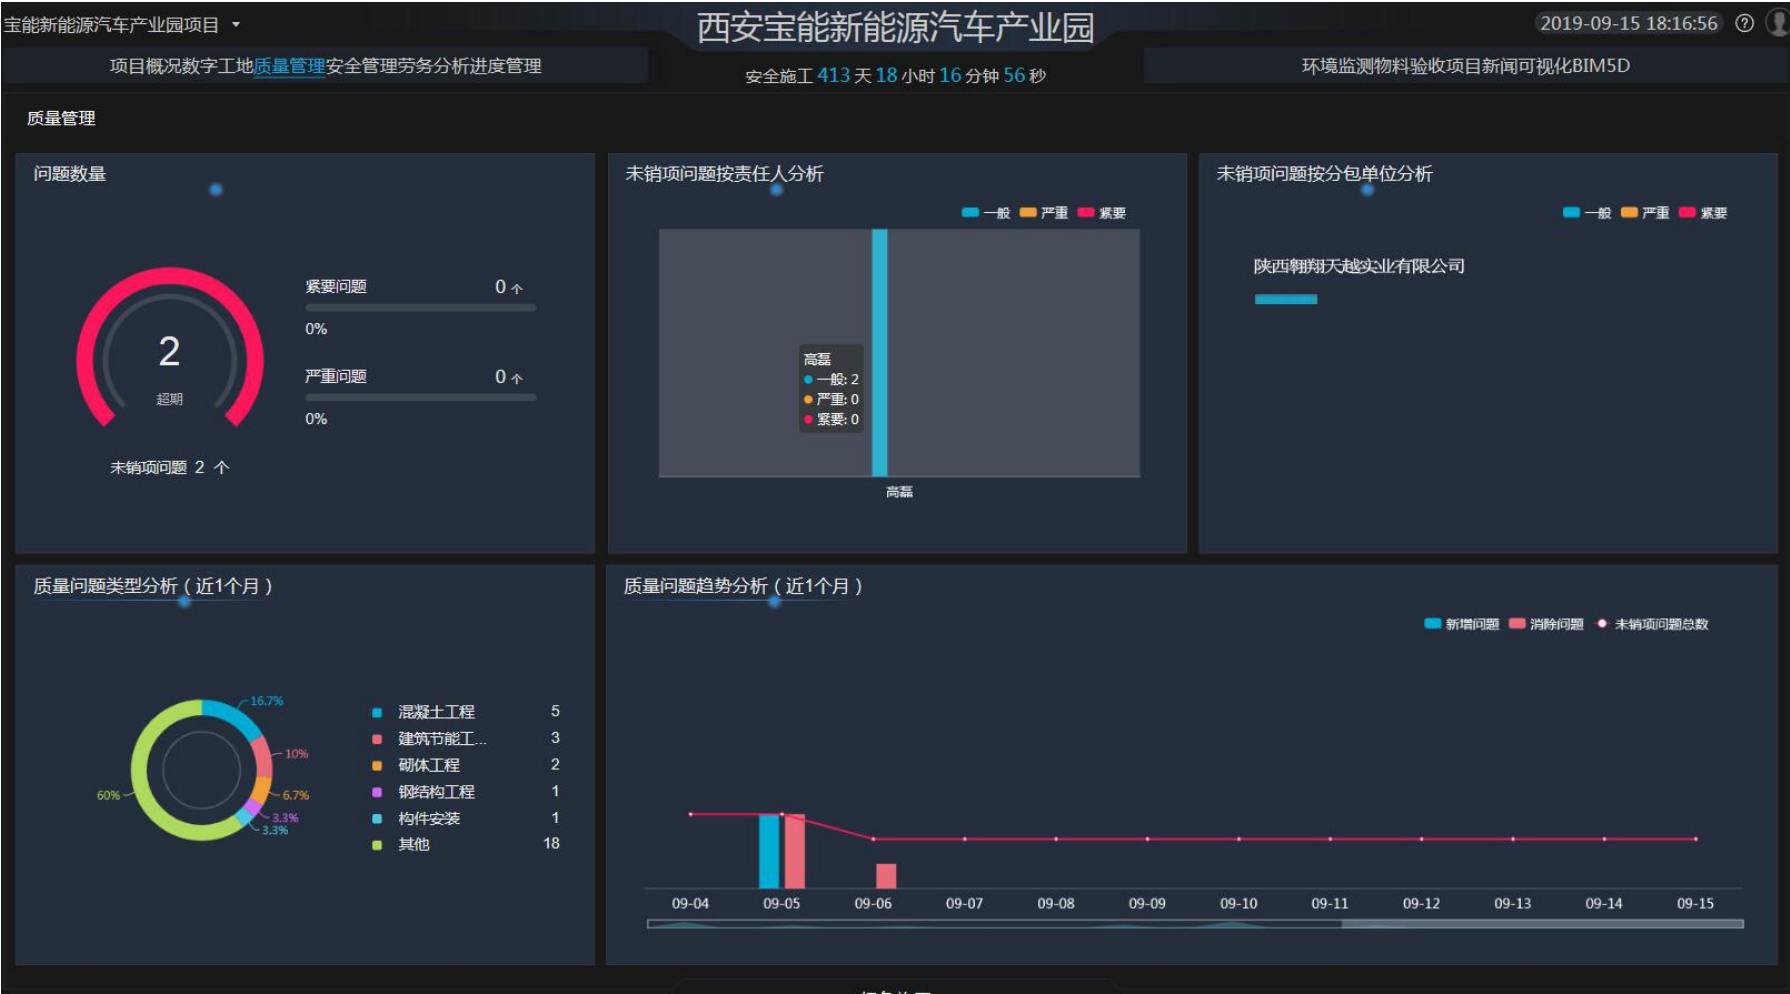 宝能新能源汽车产业园项目
西安宝能新能源汽车产业园
2019-09-15 18:16:56
项目概况数字工地质量管理安全管理劳务分析进度管理
安全施工 413 天 18 小时 16 分钟 56 秒
环境监测物料验收项目新闻可视化BIM5D
质量管理
问题数量
2
超期
未销项问题 2 个
紧要问题 0 个
0%
严重问题 0 个
0%
未销项问题按责任人分析
一般 严重 紧要
高磊
一般: 2
严重: 0
紧要: 0
高磊
未销项问题按分包单位分析
一般 严重 紧要
陕西翱翔天越实业有限公司
质量问题类型分析 ( 近1个月 )
16.7%
10%
6.7%
3.3%
3.3%
60%
混凝土工程 5
建筑节能工... 3
砌体工程 2
钢结构工程 1
构件安装 1
其他 18
质量问题趋势分析 ( 近1个月 )
新增问题 消除问题 未销项问题总数
09-04 09-05 09-06 09-07 09-08 09-09 09-10 09-11 09-12 09-13 09-14 09-15